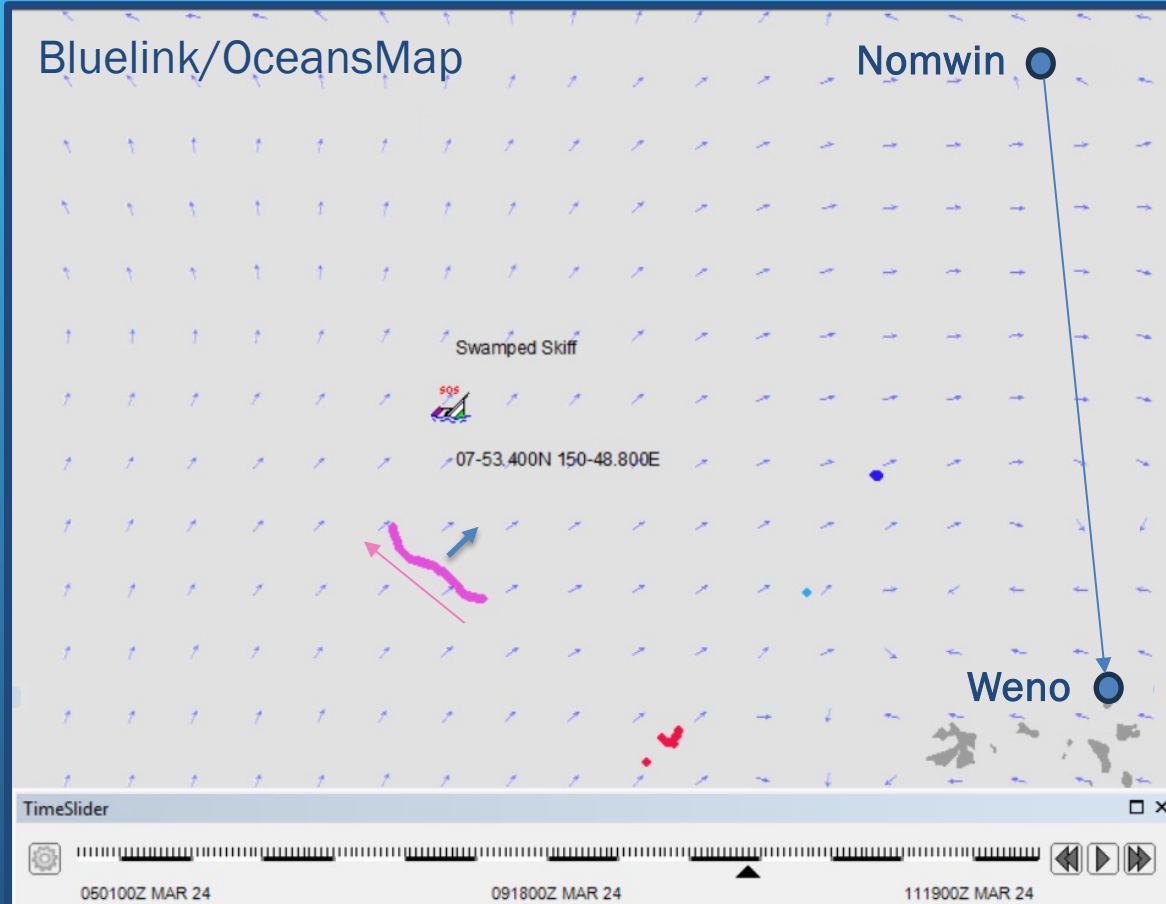 Bluelink/OceansMap
Nomwin
Swamped Skiff
SOS
07-53.400N 150-48.800E
Weno
TimeSlider
050100Z MAR 24
091800Z MAR 24
111900Z MAR 24